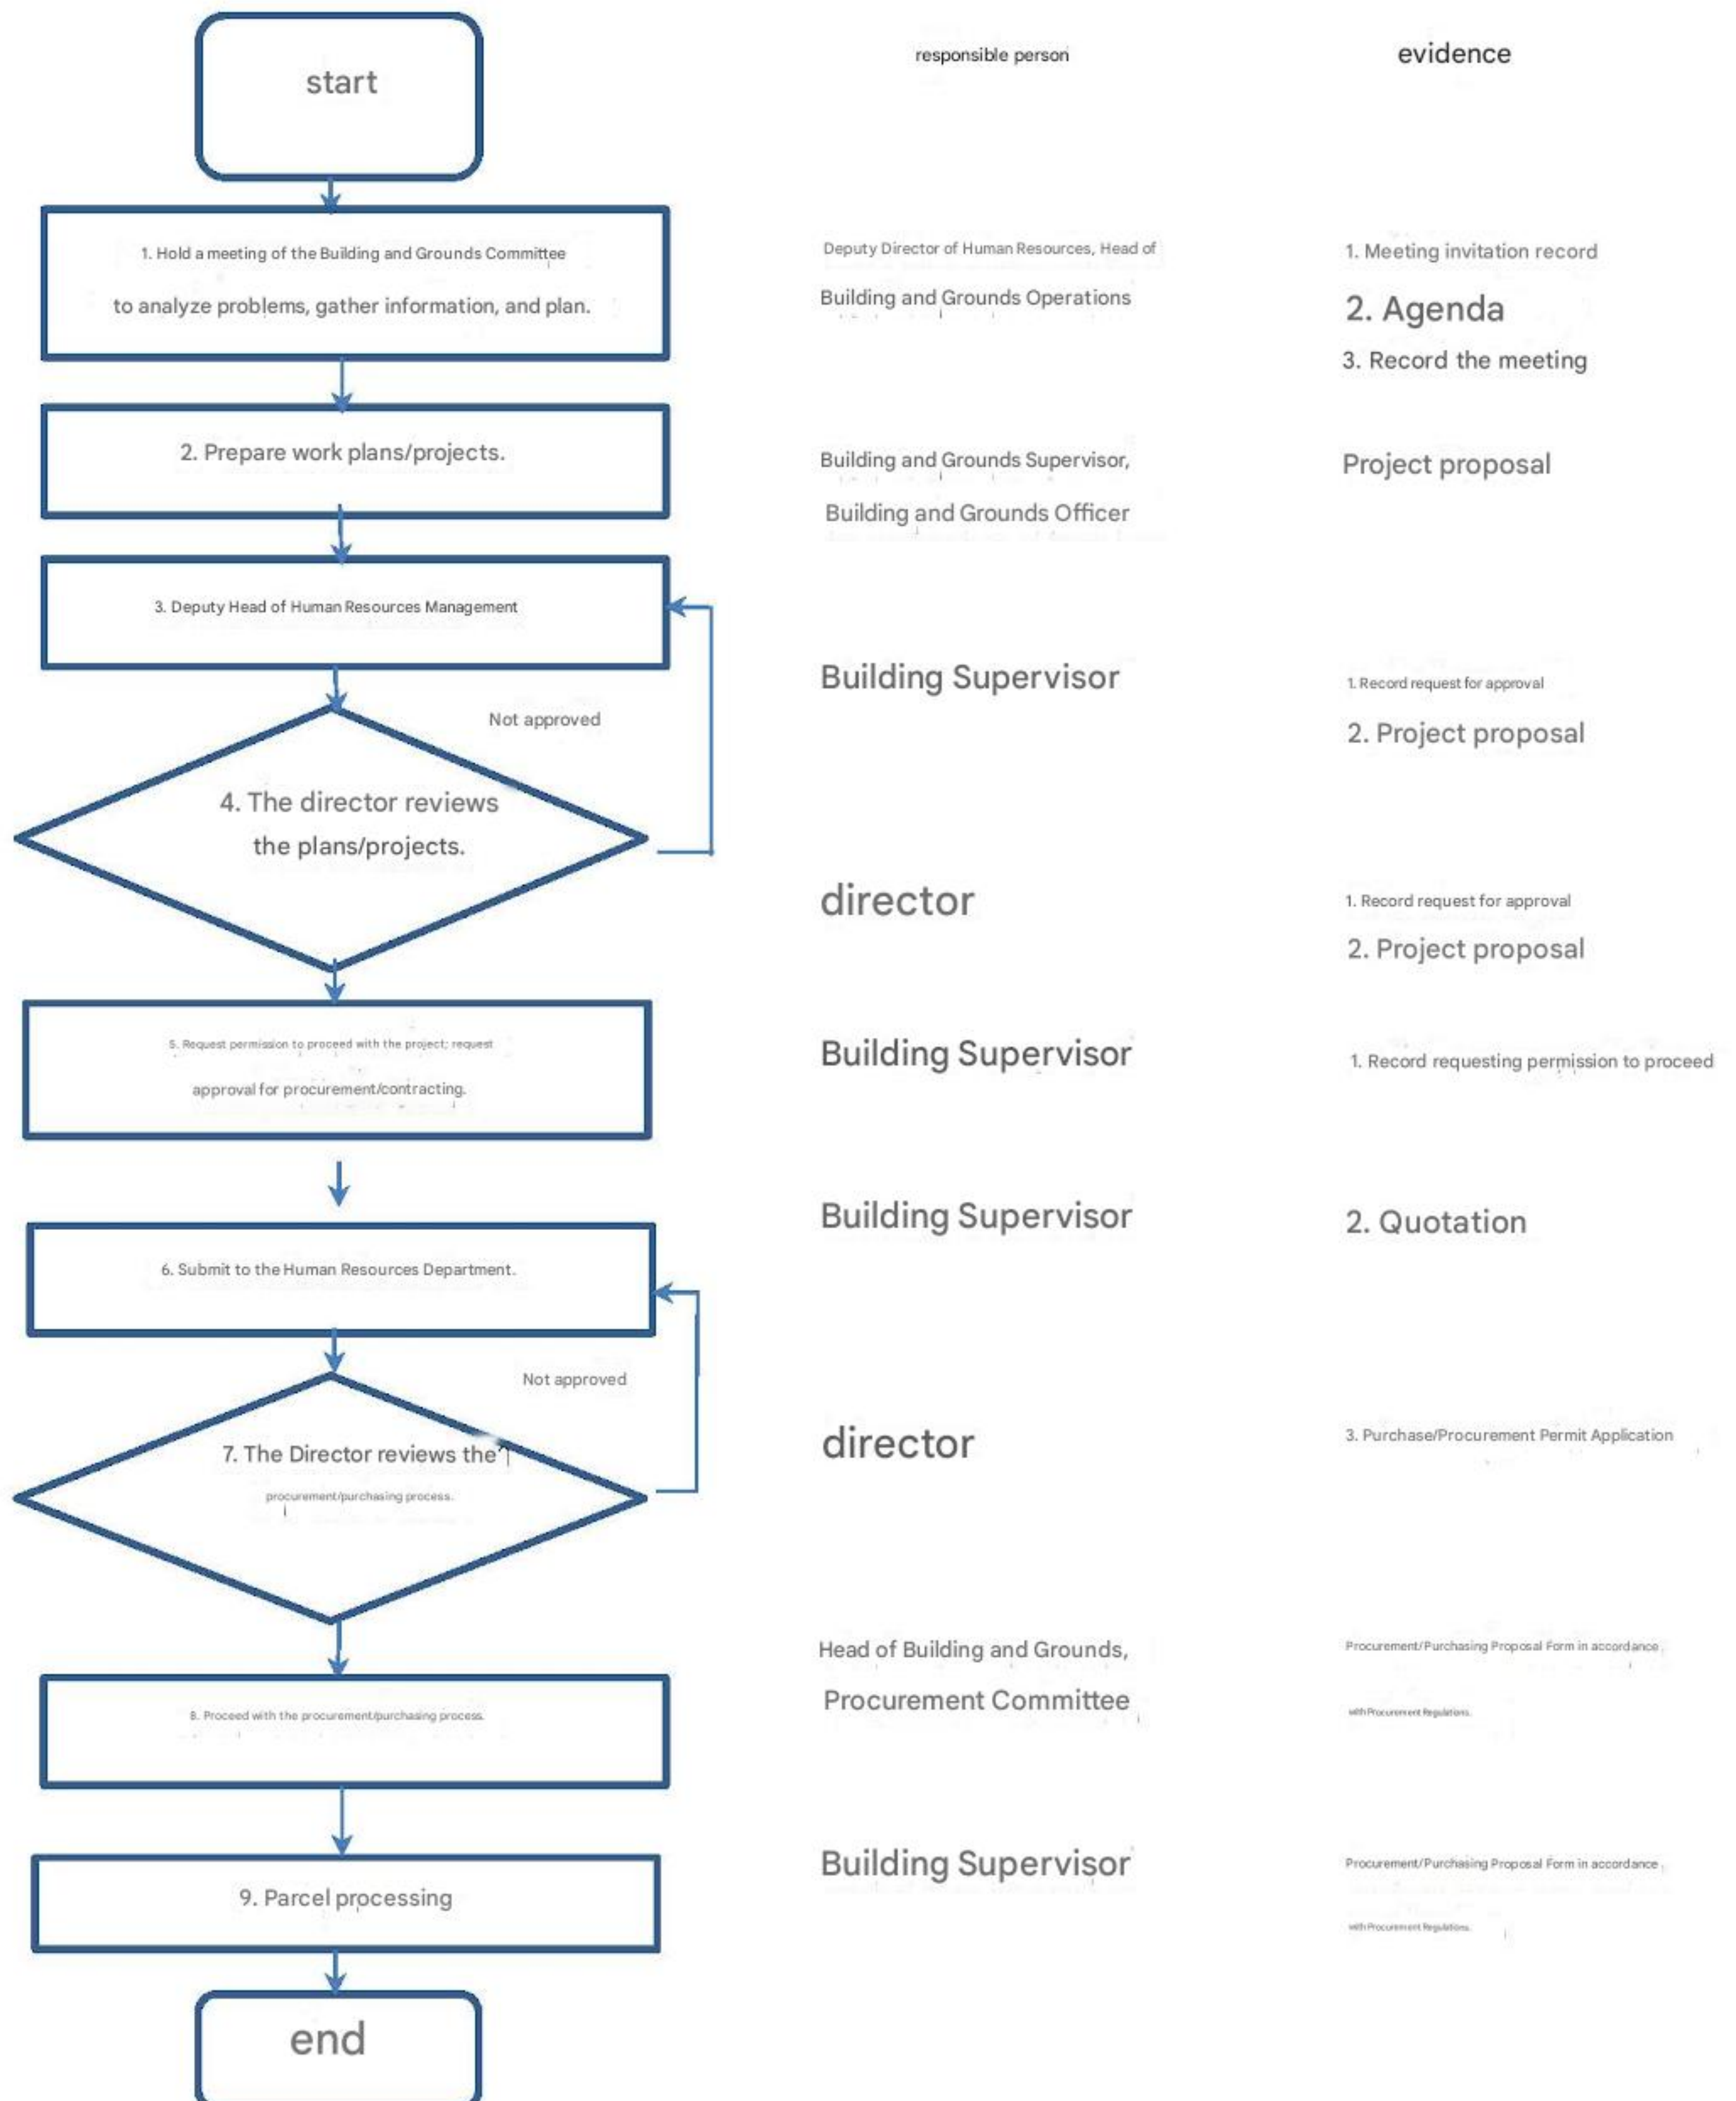 start
responsible person
evidence
1. Hold a meeting of the Building and Grounds Committee
to analyze problems, gather information, and plan.
Deputy Director of Human Resources, Head of
Building and Grounds Operations
1. Meeting invitation record
2. Agenda
3. Record the meeting
2. Prepare work plans/projects.
Building and Grounds Supervisor,
Building and Grounds Officer
Project proposal
3. Deputy Head of Human Resources Management
Building Supervisor
1. Record request for approval
2. Project proposal
Not approved
4. The director reviews
the plans/projects.
director
1. Record request for approval
2. Project proposal
5. Request permission to proceed with the project; request
approval for procurement/contracting.
Building Supervisor
1. Record requesting permission to proceed
6. Submit to the Human Resources Department.
Building Supervisor
2. Quotation
Not approved
7. The Director reviews the
procurement/purchasing process.
director
3. Purchase/Procurement Permit Application
8. Proceed with the procurement/purchasing process.
Head of Building and Grounds,
Procurement Committee
Procurement/Purchasing Proposal Form in accordance
with Procurement Regulations.
9. Parcel processing
Building Supervisor
Procurement/Purchasing Proposal Form in accordance
with Procurement Regulations.
end